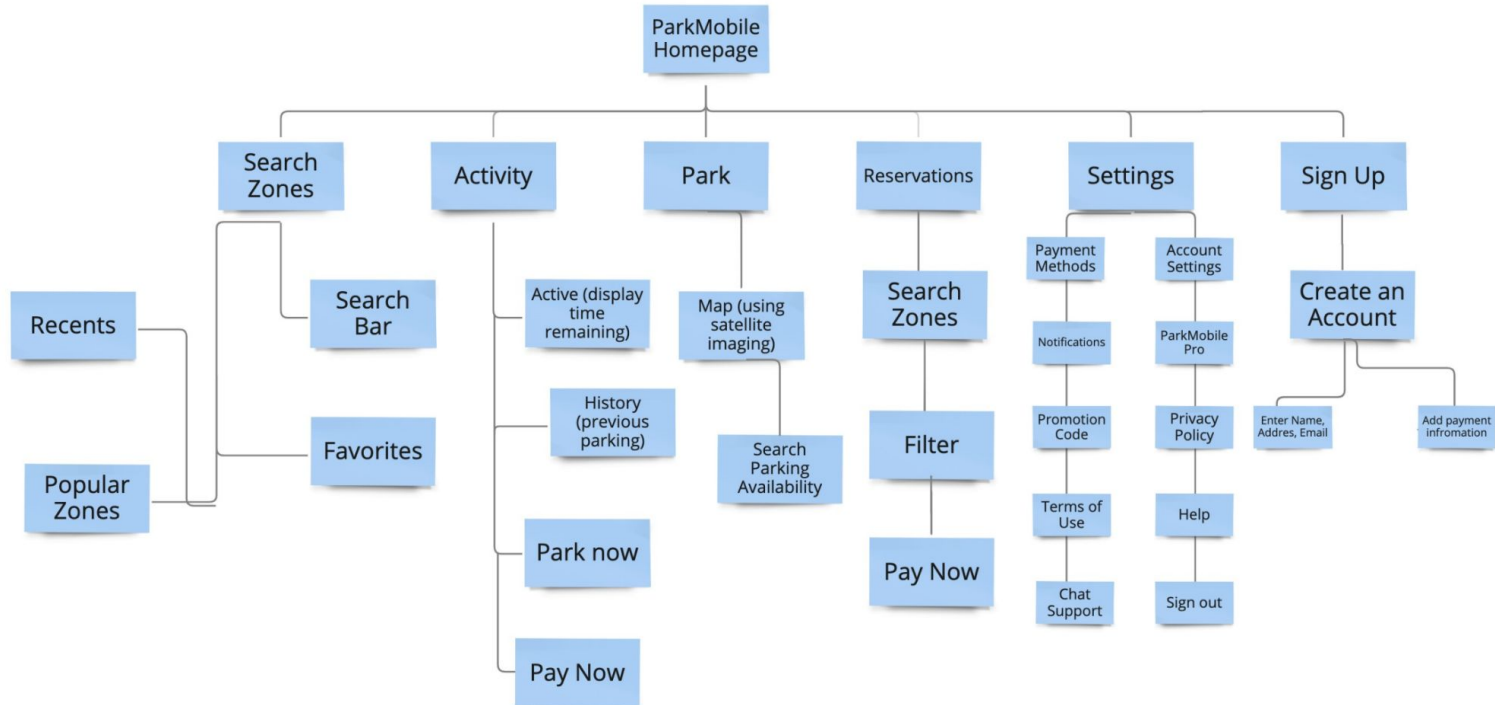 ParkMobile
Homepage
Search
Zones
Activity
Park
Reservations
Settings
Sign Up
Recents
Popular
Zones
Search
Bar
Favorites
Active (display
time
remaining)
History
(previous
parking)
Park now
Pay Now
Map (using
satellite
imaging)
Search
Parking
Availability
Search
Zones
Filter
Pay Now
Payment
Methods
Notifications
Promotion
Code
Terms of
Use
Chat
Support
Account
Settings
ParkMobile
Pro
Privacy
Policy
Help
Sign out
Create an
Account
Enter Name,
Addres, Email
Add payment
infromation